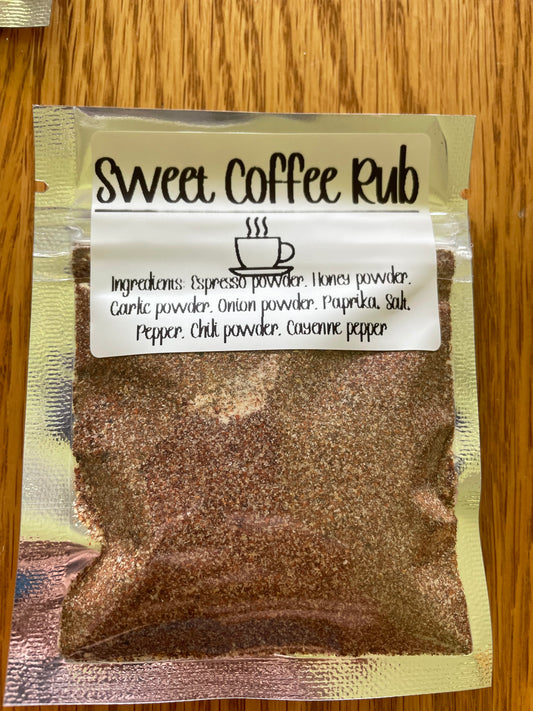 Sweet Coffee Rub
Ingredients: Espresso powder, Honey powder,
Garlic powder, Onion powder, Paprika, Salt,
Pepper, Chili powder, Cayenne pepper